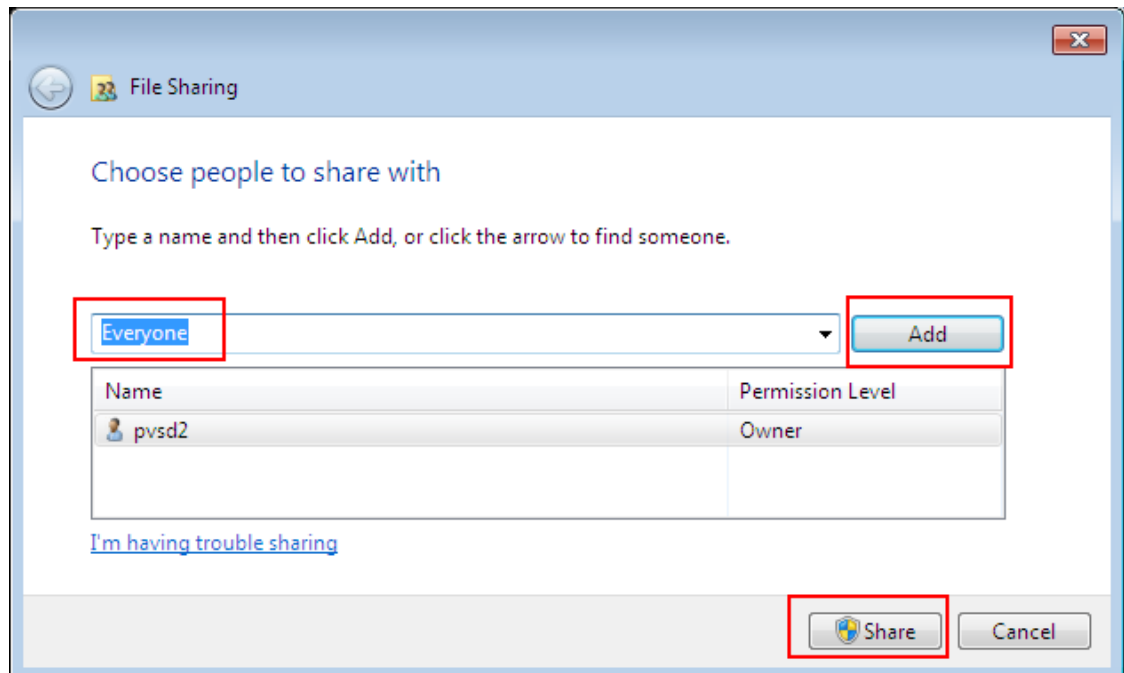 File Sharing
Choose people to share with
Type a name and then click Add, or click the arrow to find someone.
Everyone Add
Name Permission Level
pvsd2 Owner
I'm having trouble sharing
Share Cancel